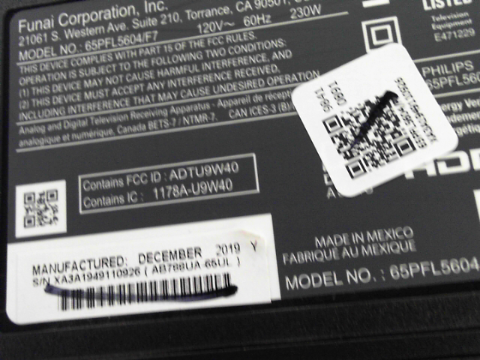 Funai Corporation, Inc.
21061 S. Western Ave. Suite 210, Torrance, CA 90501,
MODEL NO.: 65PFL5604/F7 120V~ 60Hz 230W
THIS DEVICE COMPLIES WITH PART 15 OF THE FCC RULES.
OPERATION IS SUBJECT TO THE FOLLOWING TWO CONDITIONS:
(1) THIS DEVICE MAY NOT CAUSE HARMFUL INTERFERENCE, AND
(2) THIS DEVICE MUST ACCEPT ANY INTERFERENCE RECEIVED,
INCLUDING INTERFERENCE THAT MAY CAUSE UNDESIRED OPERATION
Analog and Digital Television Receiving Apparatus - Appareil de
analogique et numérique, Canada BETS-7 / NTMR-7. CAN ICES-3 (B)
LISTED
Television
E471229
PHILIPS
65PFL560
Contains FCC ID : ADTU9W40
Contains IC : 1178A-U9W40
MANUFACTURED: DECEMBER 2019 Y
S/N XA3A1949110926 ( AB788UA-65UL )
MADE IN MEXICO
FABRIQUE AU MEXIQUE
MODEL NO. : 65PFL5604